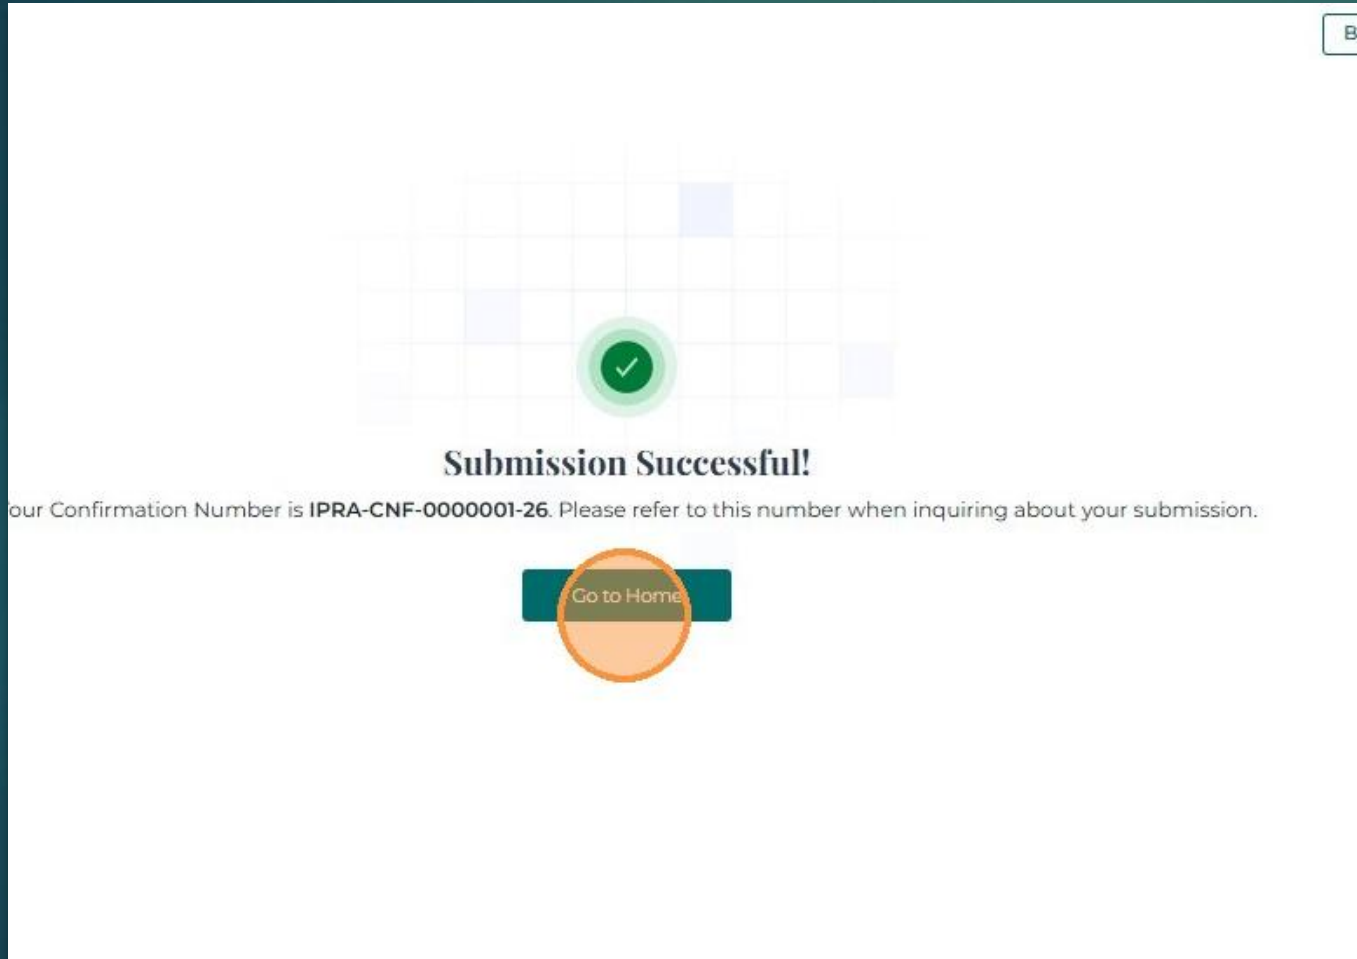 B
Submission Successful!
our Confirmation Number is IPRA-CNF-0000001-26. Please refer to this number when inquiring about your submission.
Go to Home